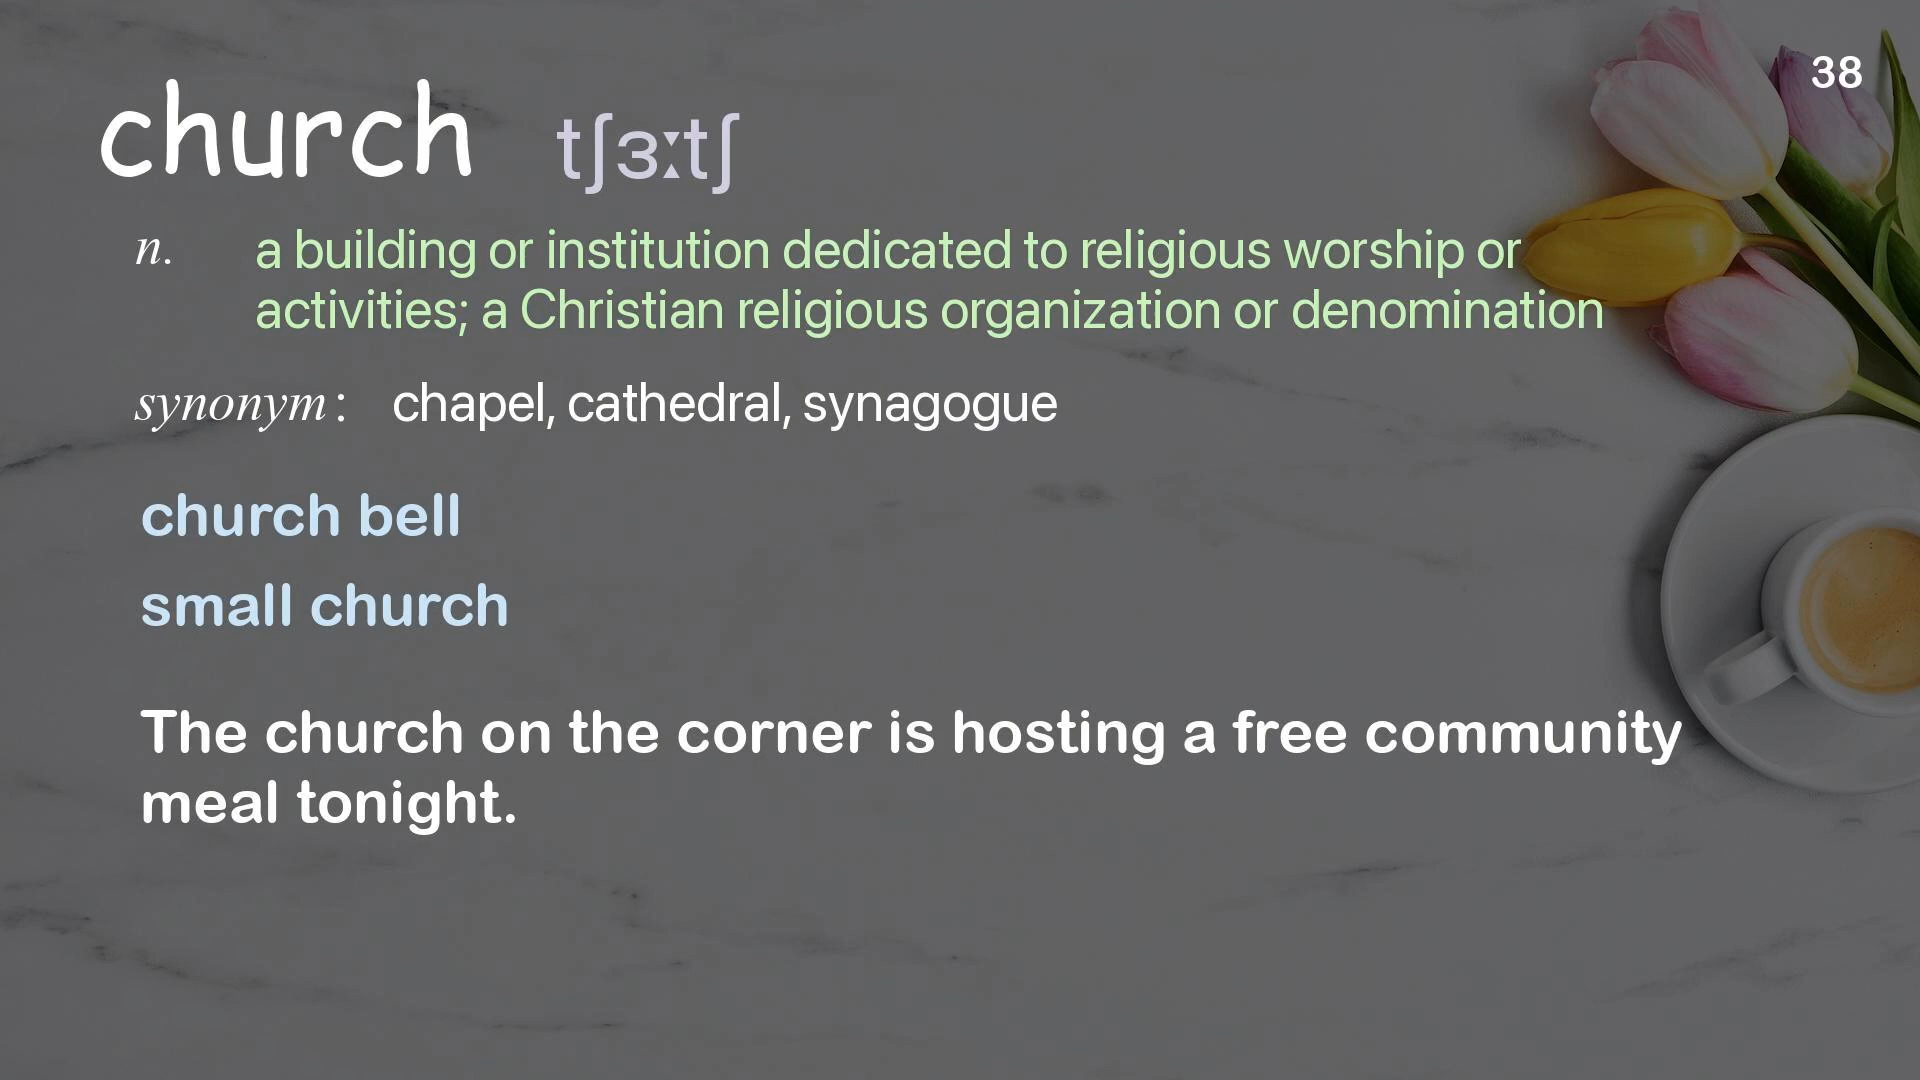 38
church tʃɜːtʃ
n. a building or institution dedicated to religious worship or
activities; a Christian religious organization or denomination
synonym: chapel, cathedral, synagogue
church bell
small church
The church on the corner is hosting a free community
meal tonight.